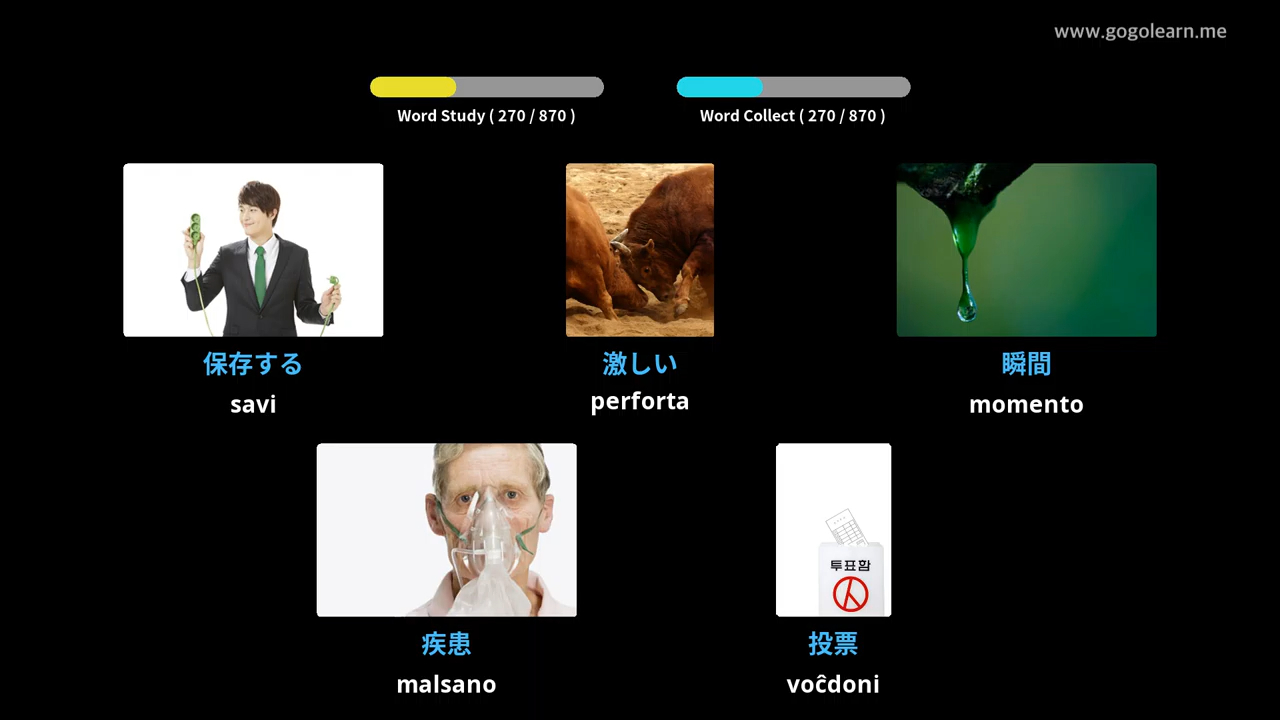 www.gogolearn.me
Word Study ( 270 / 870 )
Word Collect ( 270 / 870 )
保存する
savi
激しい
perforta
瞬間
momento
투표함
疾患
malsano
投票
voĉdoni